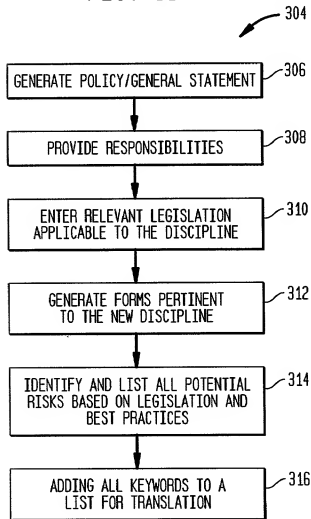 304
GENERATE POLICY/GENERAL STATEMENT
306
PROVIDE RESPONSIBILITIES
308
ENTER RELEVANT LEGISLATION
APPLICABLE TO THE DISCIPLINE
310
GENERATE FORMS PERTINENT
TO THE NEW DISCIPLINE
312
IDENTIFY AND LIST ALL POTENTIAL
RISKS BASED ON LEGISLATION AND
BEST PRACTICES
314
ADDING ALL KEYWORDS TO A
LIST FOR TRANSLATION
316